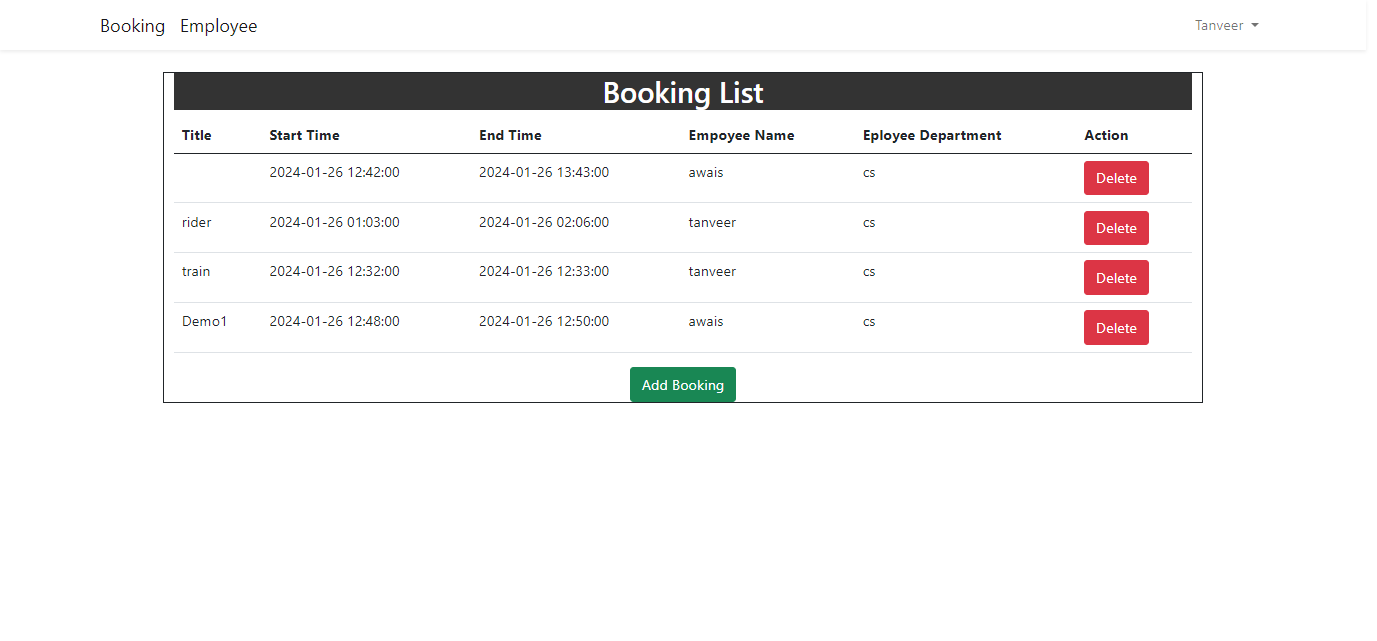 Booking Employee Tanveer
Booking List
Title Start Time End Time Empoyee Name Eployee Department Action
2024-01-26 12:42:00 2024-01-26 13:43:00 awais cs Delete
rider 2024-01-26 01:03:00 2024-01-26 02:06:00 tanveer cs Delete
train 2024-01-26 12:32:00 2024-01-26 12:33:00 tanveer cs Delete
Demo1 2024-01-26 12:48:00 2024-01-26 12:50:00 awais cs Delete
Add Booking